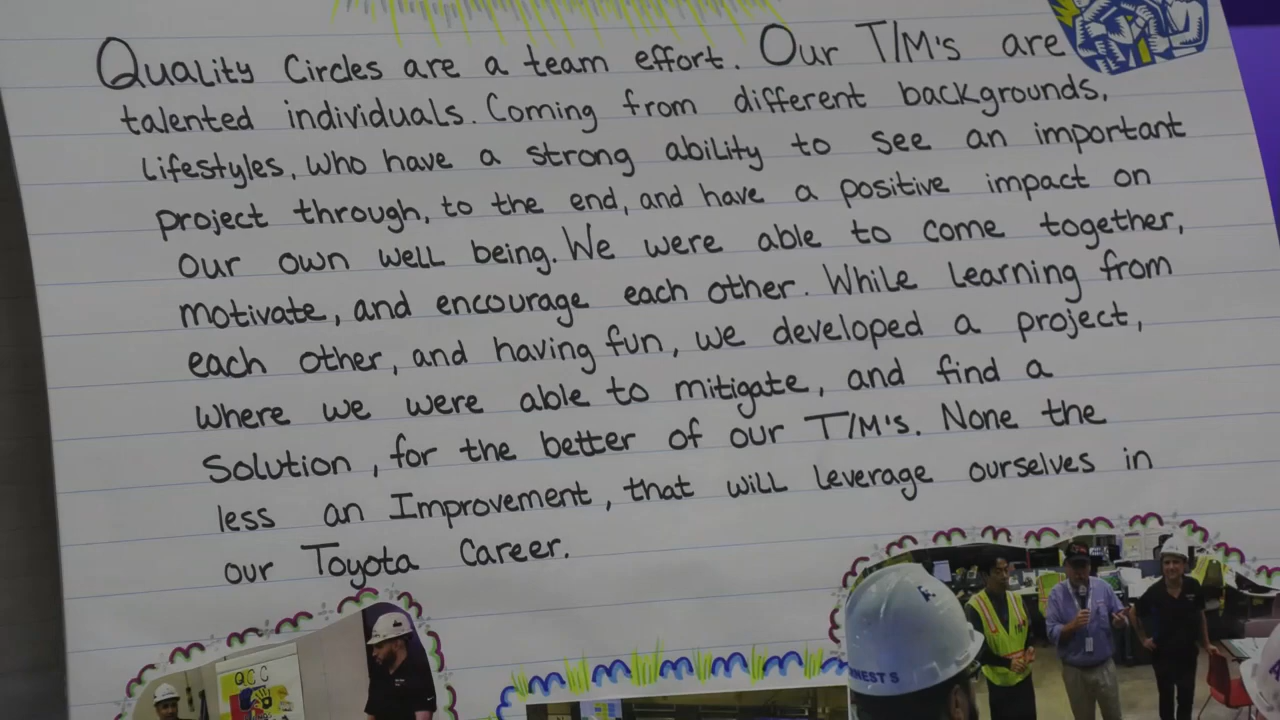 Quality Circles are a team effort. Our T/M's are
talented individuals. Coming from different backgrounds,
lifestyles, who have a strong ability to see an important
project through, to the end, and have a positive impact on
our own well being. We were able to come together,
motivate, and encourage each other. While learning from
each other, and having fun, we developed a project,
where we were able to mitigate, and find a
Solution, for the better of our T/M's. None the
less an Improvement, that will leverage ourselves in
our Toyota Career.
QCC